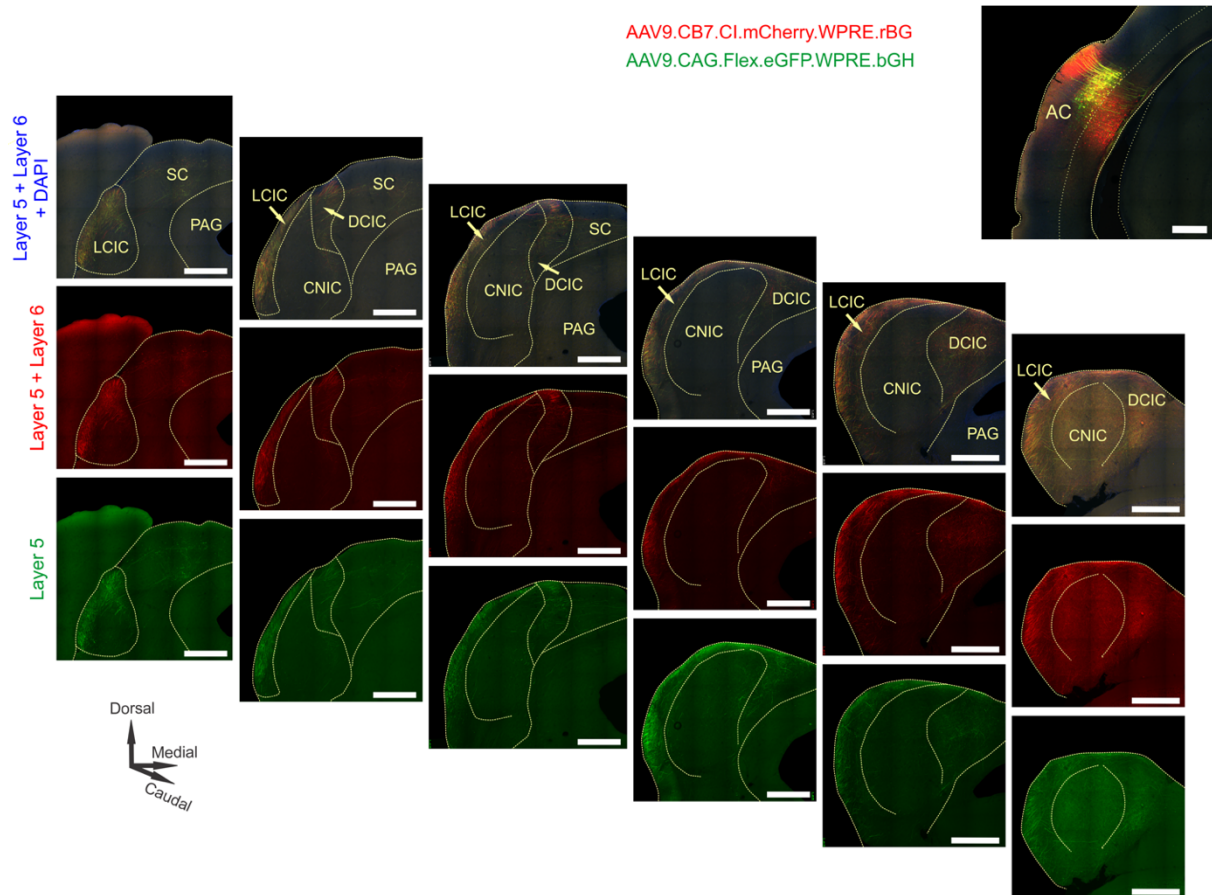 AAV9.CB7.CI.mCherry.WPRE.rBG
AAV9.CAG.Flex.eGFP.WPRE.bGH
AC
Layer 5 + Layer 6
+ DAPI
SC
LCIC
PAG
LCIC
SC
DCIC
CNIC
PAG
LCIC
SC
CNIC
DCIC
PAG
LCIC
DCIC
CNIC
PAG
LCIC
DCIC
CNIC
PAG
LCIC
DCIC
CNIC
Layer 5 + Layer 6
Layer 5
Dorsal
Medial
Caudal